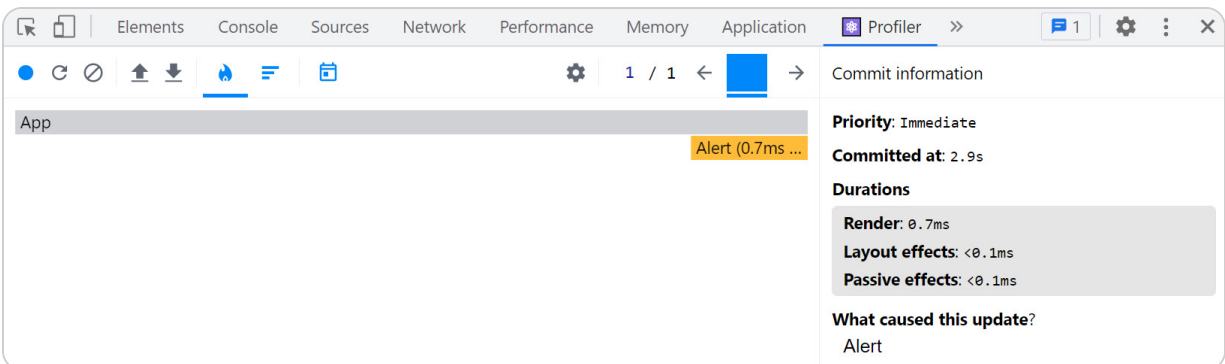 Elements Console Sources Network Performance Memory Application Profiler » 1
1 / 1
Commit information
App
Alert (0.7ms ...
Priority: Immediate
Committed at: 2.9s
Durations
Render: 0.7ms
Layout effects: <0.1ms
Passive effects: <0.1ms
What caused this update?
Alert